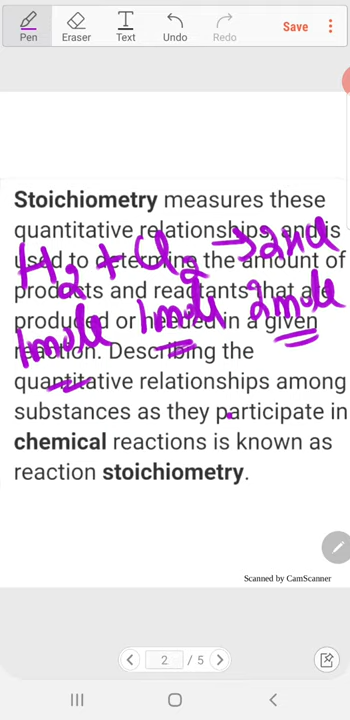 Pen Eraser Text Undo Redo Save
Stoichiometry measures these
quantitative relationships, and is
used to determine the amount of
products and reactants that are
produced or needed in a given
reaction. Describing the
quantitative relationships among
substances as they participate in
chemical reactions is known as
reaction stoichiometry.
H2 + Cl2 → 2Hcl
1mole 1mole 2mole
Scanned by CamScanner
2 / 5